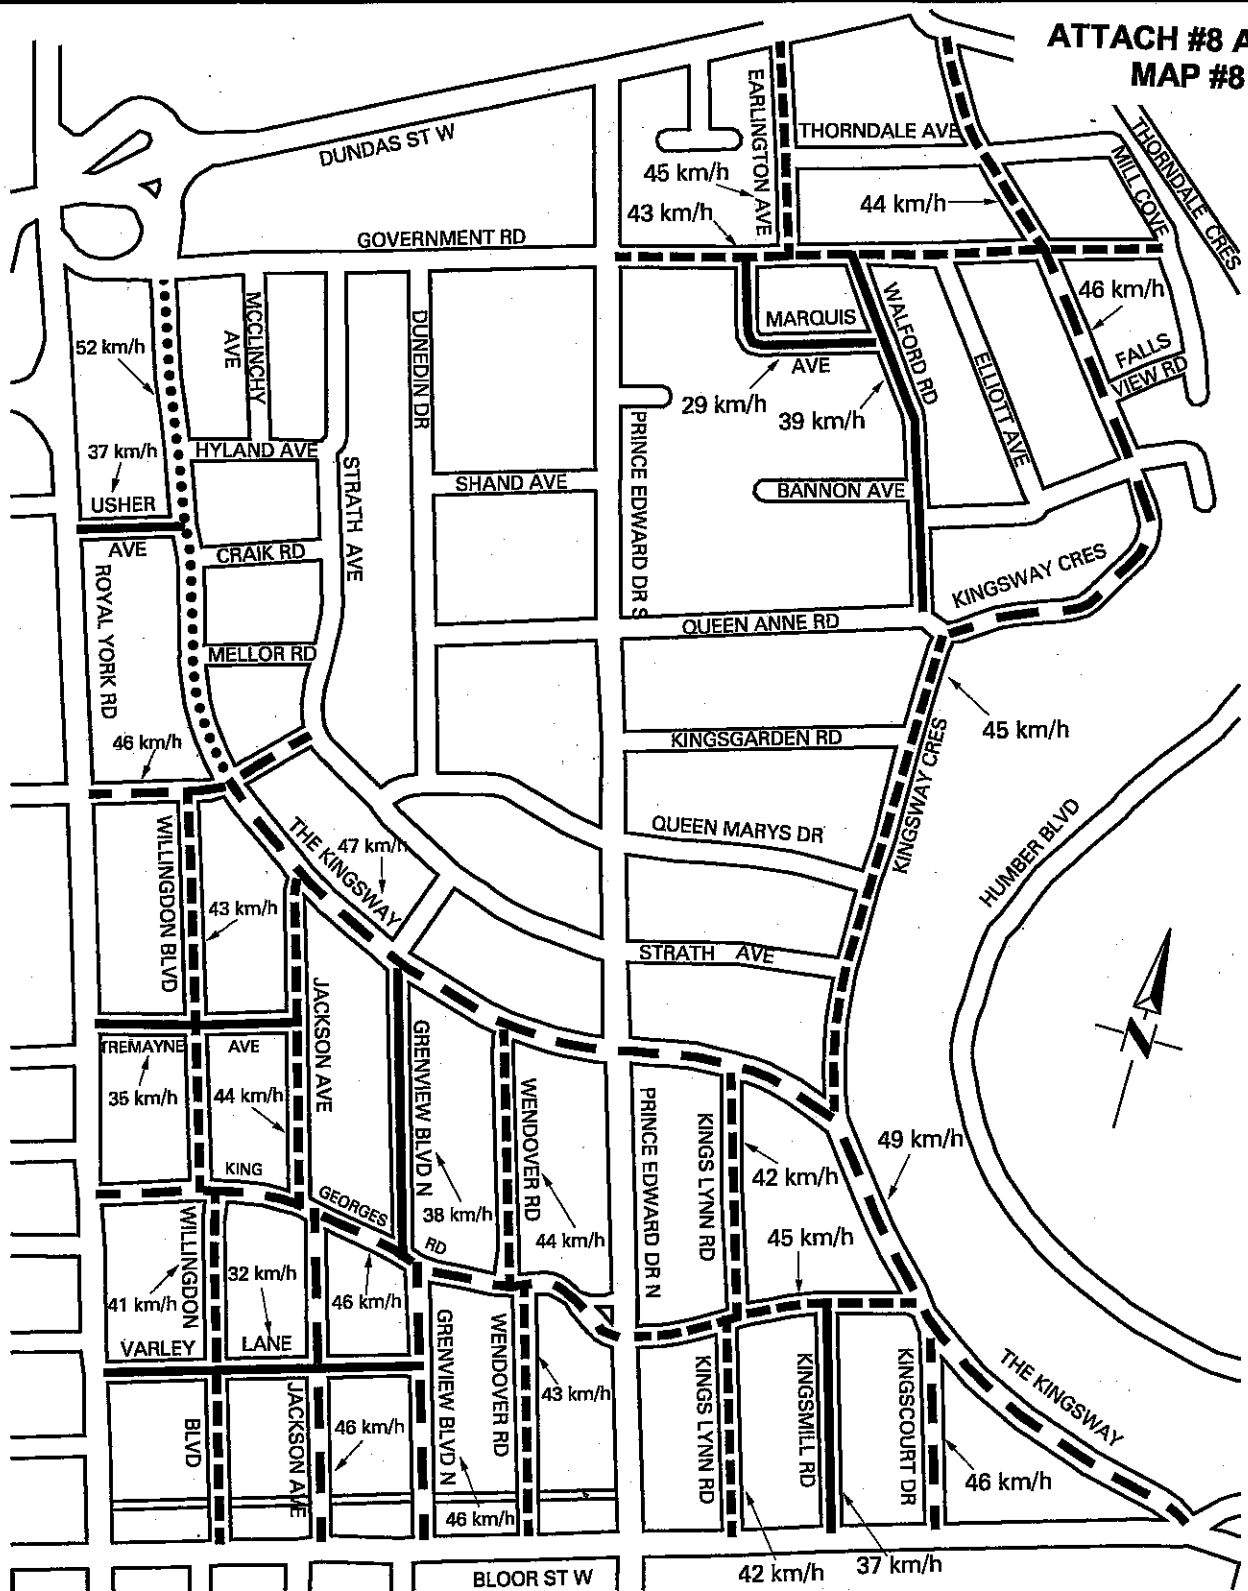 ATTACH #8 A
MAP #8
DUNDAS ST W
EARLINGTON AVE
THORNDALE AVE
THORNDALE CRES
MILL COVE
45 km/h
43 km/h
44 km/h
GOVERNMENT RD
MCCLINCHY
AVE
DUNEDIN DR
MARQUIS
AVE
WALFORD RD
ELLIOTT AVE
46 km/h
FALLS
VIEW RD
52 km/h
29 km/h
39 km/h
PRINCE EDWARD DR S
37 km/h
USHER
AVE
HYLAND AVE
STRATH AVE
SHAND AVE
BANNON AVE
CRAIK RD
KINGSWAY CRES
ROYAL YORK RD
MELLOR RD
QUEEN ANNE RD
45 km/h
46 km/h
KINGSGARDEN RD
KINGSWAY CRES
HUMBER BLVD
WILLINGDON BLVD
THE KINGSWAY
47 km/h
QUEEN MARYS DR
43 km/h
STRATH AVE
N
JACKSON AVE
TREMAYNE
AVE
35 km/h
44 km/h
GRENVIEW BLVD N
WENDOVER RD
PRINCE EDWARD DR N
KINGS LYNN RD
49 km/h
42 km/h
KING
GEORGES
RD
38 km/h
44 km/h
45 km/h
WILLINGDON
41 km/h
32 km/h
46 km/h
VARLEY
LANE
BLVD
JACKSON AVE
46 km/h
GRENVIEW BLVD N
WENDOVER RD
43 km/h
KINGS LYNN RD
KINGSMILL RD
KINGSCOURT DR
THE KINGSWAY
46 km/h
46 km/h
42 km/h
37 km/h
BLOOR ST W